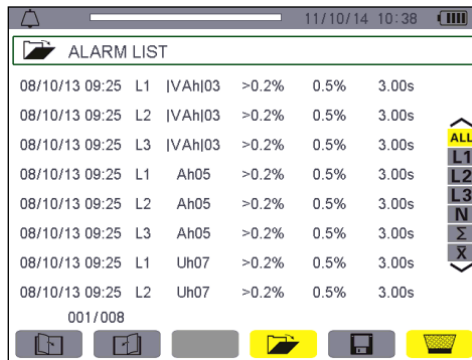 11/10/14 10:38
ALARM LIST
08/10/13 09:25 L1 |VAh|03 >0.2% 0.5% 3.00s
08/10/13 09:25 L2 |VAh|03 >0.2% 0.5% 3.00s
08/10/13 09:25 L3 |VAh|03 >0.2% 0.5% 3.00s
08/10/13 09:25 L1 Ah05 >0.2% 0.5% 3.00s
08/10/13 09:25 L2 Ah05 >0.2% 0.5% 3.00s
08/10/13 09:25 L3 Ah05 >0.2% 0.5% 3.00s
08/10/13 09:25 L1 Uh07 >0.2% 0.5% 3.00s
08/10/13 09:25 L2 Uh07 >0.2% 0.5% 3.00s
ALL
L1
L2
L3
N
Σ
X̅
001/008